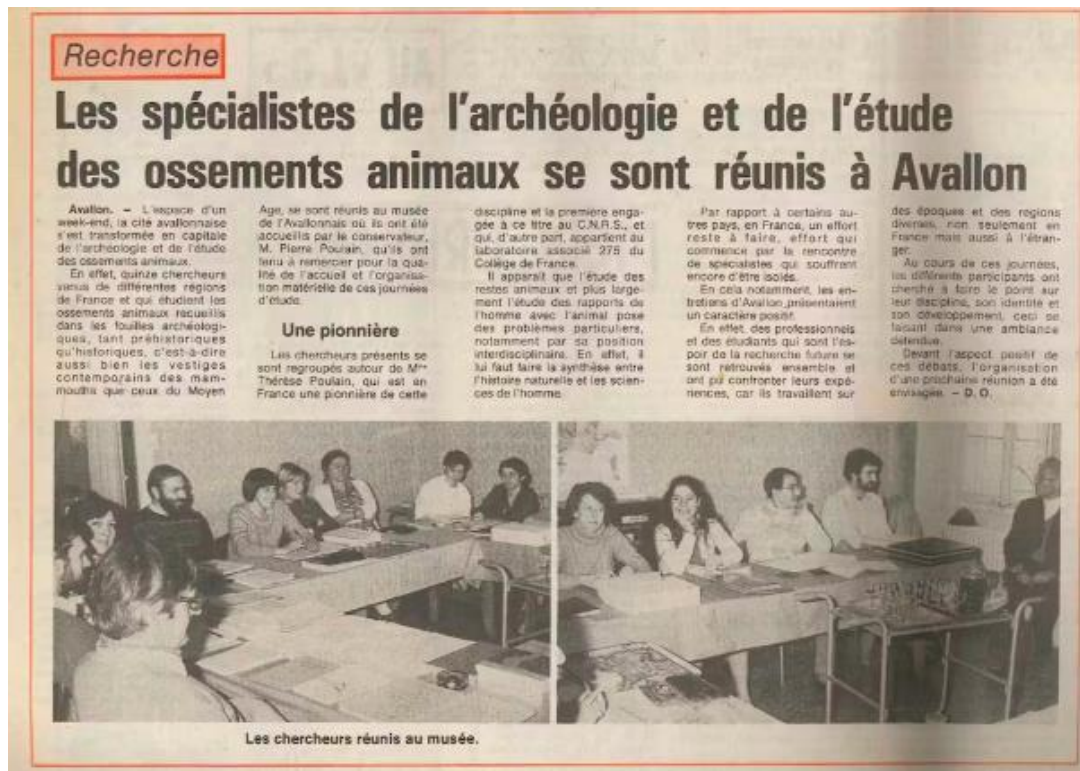 Recherche
Les spécialistes de l'archéologie et de l'étude
des ossements animaux se sont réunis à Avallon
Avallon. – L'espace d'un
week-end, la cité avallonnaise
s'est transformée en capitale
de l'archéologie et de l'étude
des ossements animaux.
En effet, quinze chercheurs
venus de différentes régions
de France et qui étudient les
ossements animaux recueillis
dans les fouilles archéologi-
ques, tant préhistoriques
qu'historiques, c'est-à-dire
aussi bien les vestiges
contemporains des mam-
mouths que ceux du Moyen
Age, se sont réunis au musée
de l'Avallonnais où ils ont été
accueillis par le conservateur,
M. Pierre Poulain, qu'ils ont
tenu à remercier pour la qua-
lité de l'accueil et l'organisa-
tion matérielle de ces journées
d'étude.
Une pionnière
Les chercheurs présents se
sont regroupés autour de Mme
Thérèse Poulain, qui est en
France une pionnière de cette
discipline et la première enga-
gée à ce titre au C.N.R.S., et
qui, d'autre part, appartient au
laboratoire associé 275 du
Collège de France.
Il apparaît que l'étude des
restes animaux et plus large-
ment l'étude des rapports de
l'homme avec l'animal pose
des problèmes particuliers,
notamment par sa position
interdisciplinaire. En effet, il
lui faut faire la synthèse entre
l'histoire naturelle et les scien-
ces de l'homme.
Par rapport à certains au-
tres pays, en France, un effort
reste à faire, effort qui
commence par la rencontre
de spécialistes qui souffrent
encore d'être isolés.
En cela notamment, les en-
tretiens d'Avallon présentaient
un caractère positif.
En effet, des professionnels
et des étudiants qui sont l'es-
poir de la recherche future se
sont retrouvés ensemble et
ont pu confronter leurs expé-
riences, car ils travaillent sur
des époques et des régions
diverses, non seulement en
France mais aussi à l'étran-
ger.
Au cours de ces journées,
les différents participants ont
cherché à faire le point sur
leur discipline, son identité et
son développement, ceci se
faisant dans une ambiance
détendue.
Devant l'aspect positif de
ces débats, l'organisation
d'une prochaine réunion a été
envisagée. – D. O.
Les chercheurs réunis au musée.